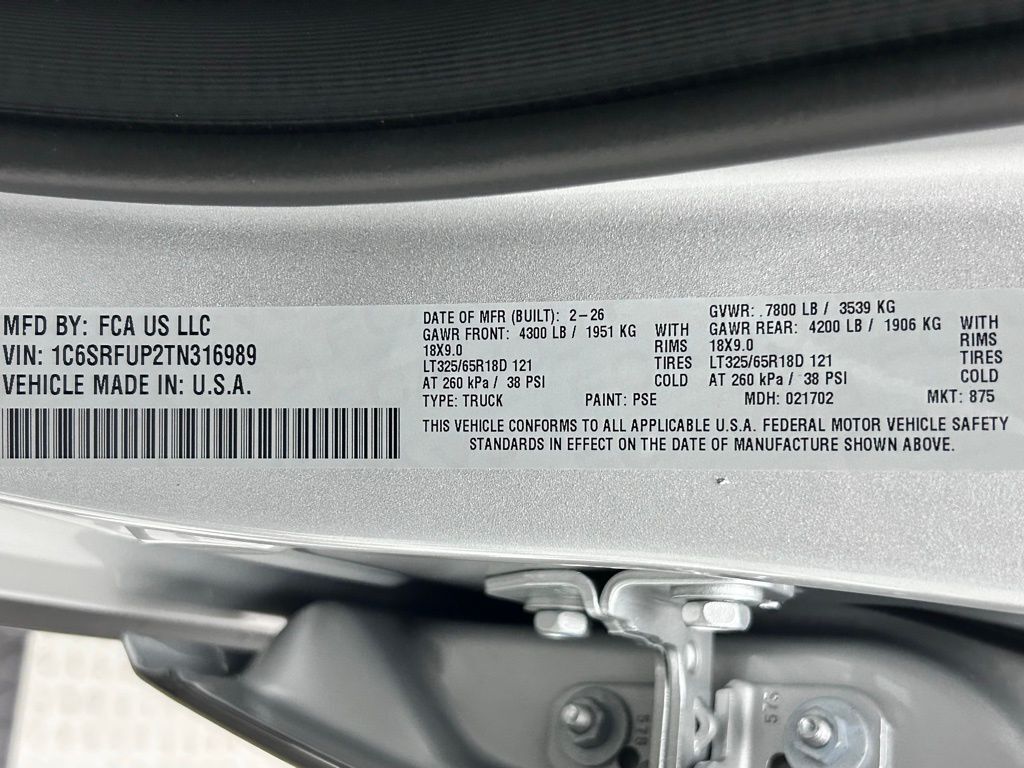 MFD BY: FCA US LLC
VIN: 1C6SRFUP2TN316989
VEHICLE MADE IN: U.S.A.
DATE OF MFR (BUILT): 2-26 GVWR: .7800 LB / 3539 KG
GAWR FRONT: 4300 LB / 1951 KG WITH GAWR REAR: 4200 LB / 1906 KG WITH
18X9.0 RIMS 18X9.0 RIMS
LT325/65R18D 121 TIRES LT325/65R18D 121 TIRES
AT 260 kPa / 38 PSI COLD AT 260 kPa / 38 PSI COLD
TYPE: TRUCK PAINT: PSE MDH: 021702 MKT: 875
THIS VEHICLE CONFORMS TO ALL APPLICABLE U.S.A. FEDERAL MOTOR VEHICLE SAFETY
STANDARDS IN EFFECT ON THE DATE OF MANUFACTURE SHOWN ABOVE.
578
575